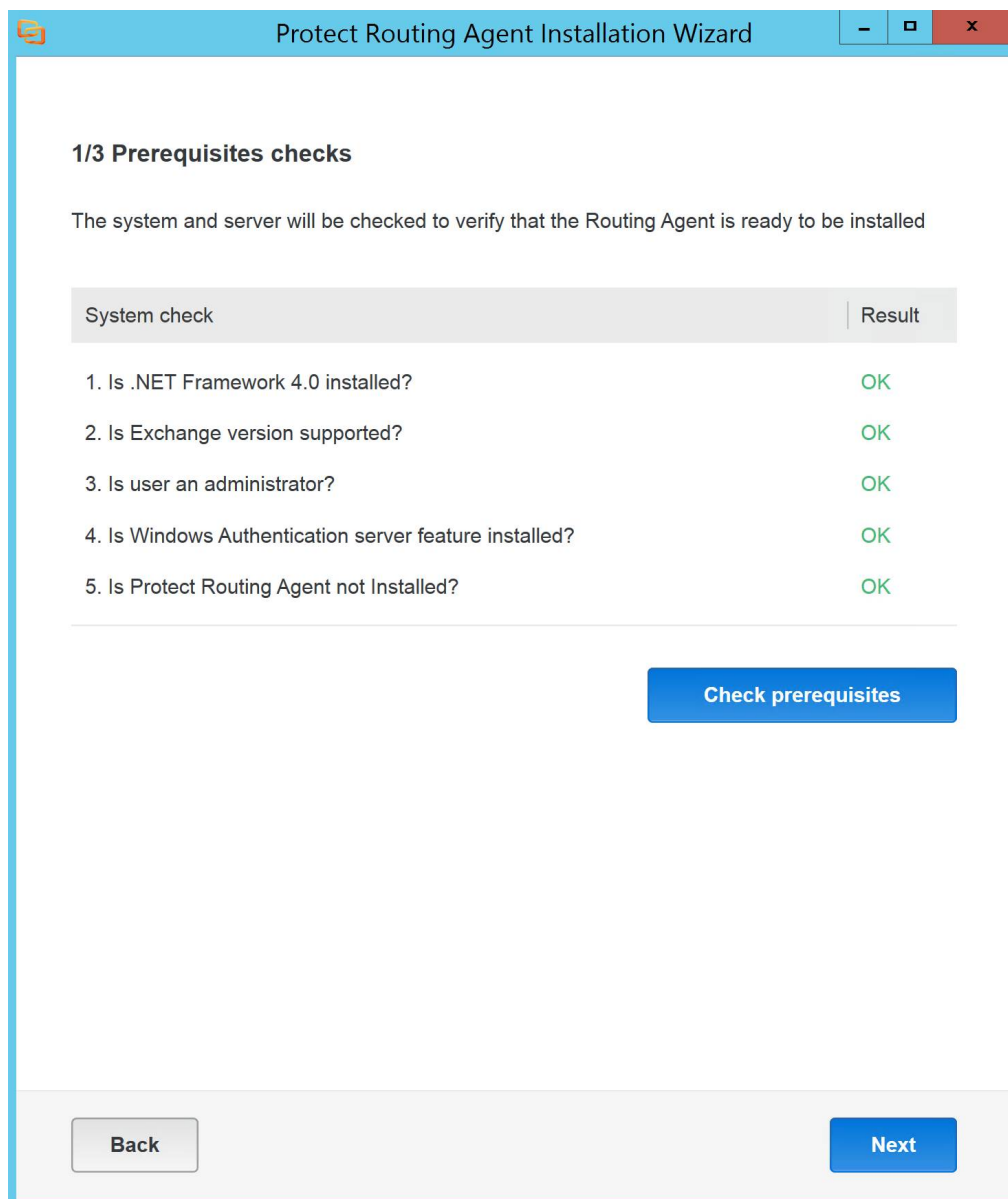 Protect Routing Agent Installation Wizard
1/3 Prerequisites checks
The system and server will be checked to verify that the Routing Agent is ready to be installed
System check Result
1. Is .NET Framework 4.0 installed? OK
2. Is Exchange version supported? OK
3. Is user an administrator? OK
4. Is Windows Authentication server feature installed? OK
5. Is Protect Routing Agent not Installed? OK
Check prerequisites
Back Next